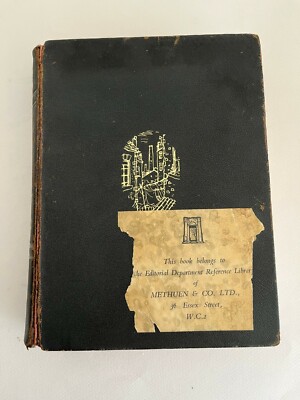 This book belongs to
the Editorial Department Reference Library
of
METHUEN & CO. LTD.,
36 Essex Street,
W.C.2